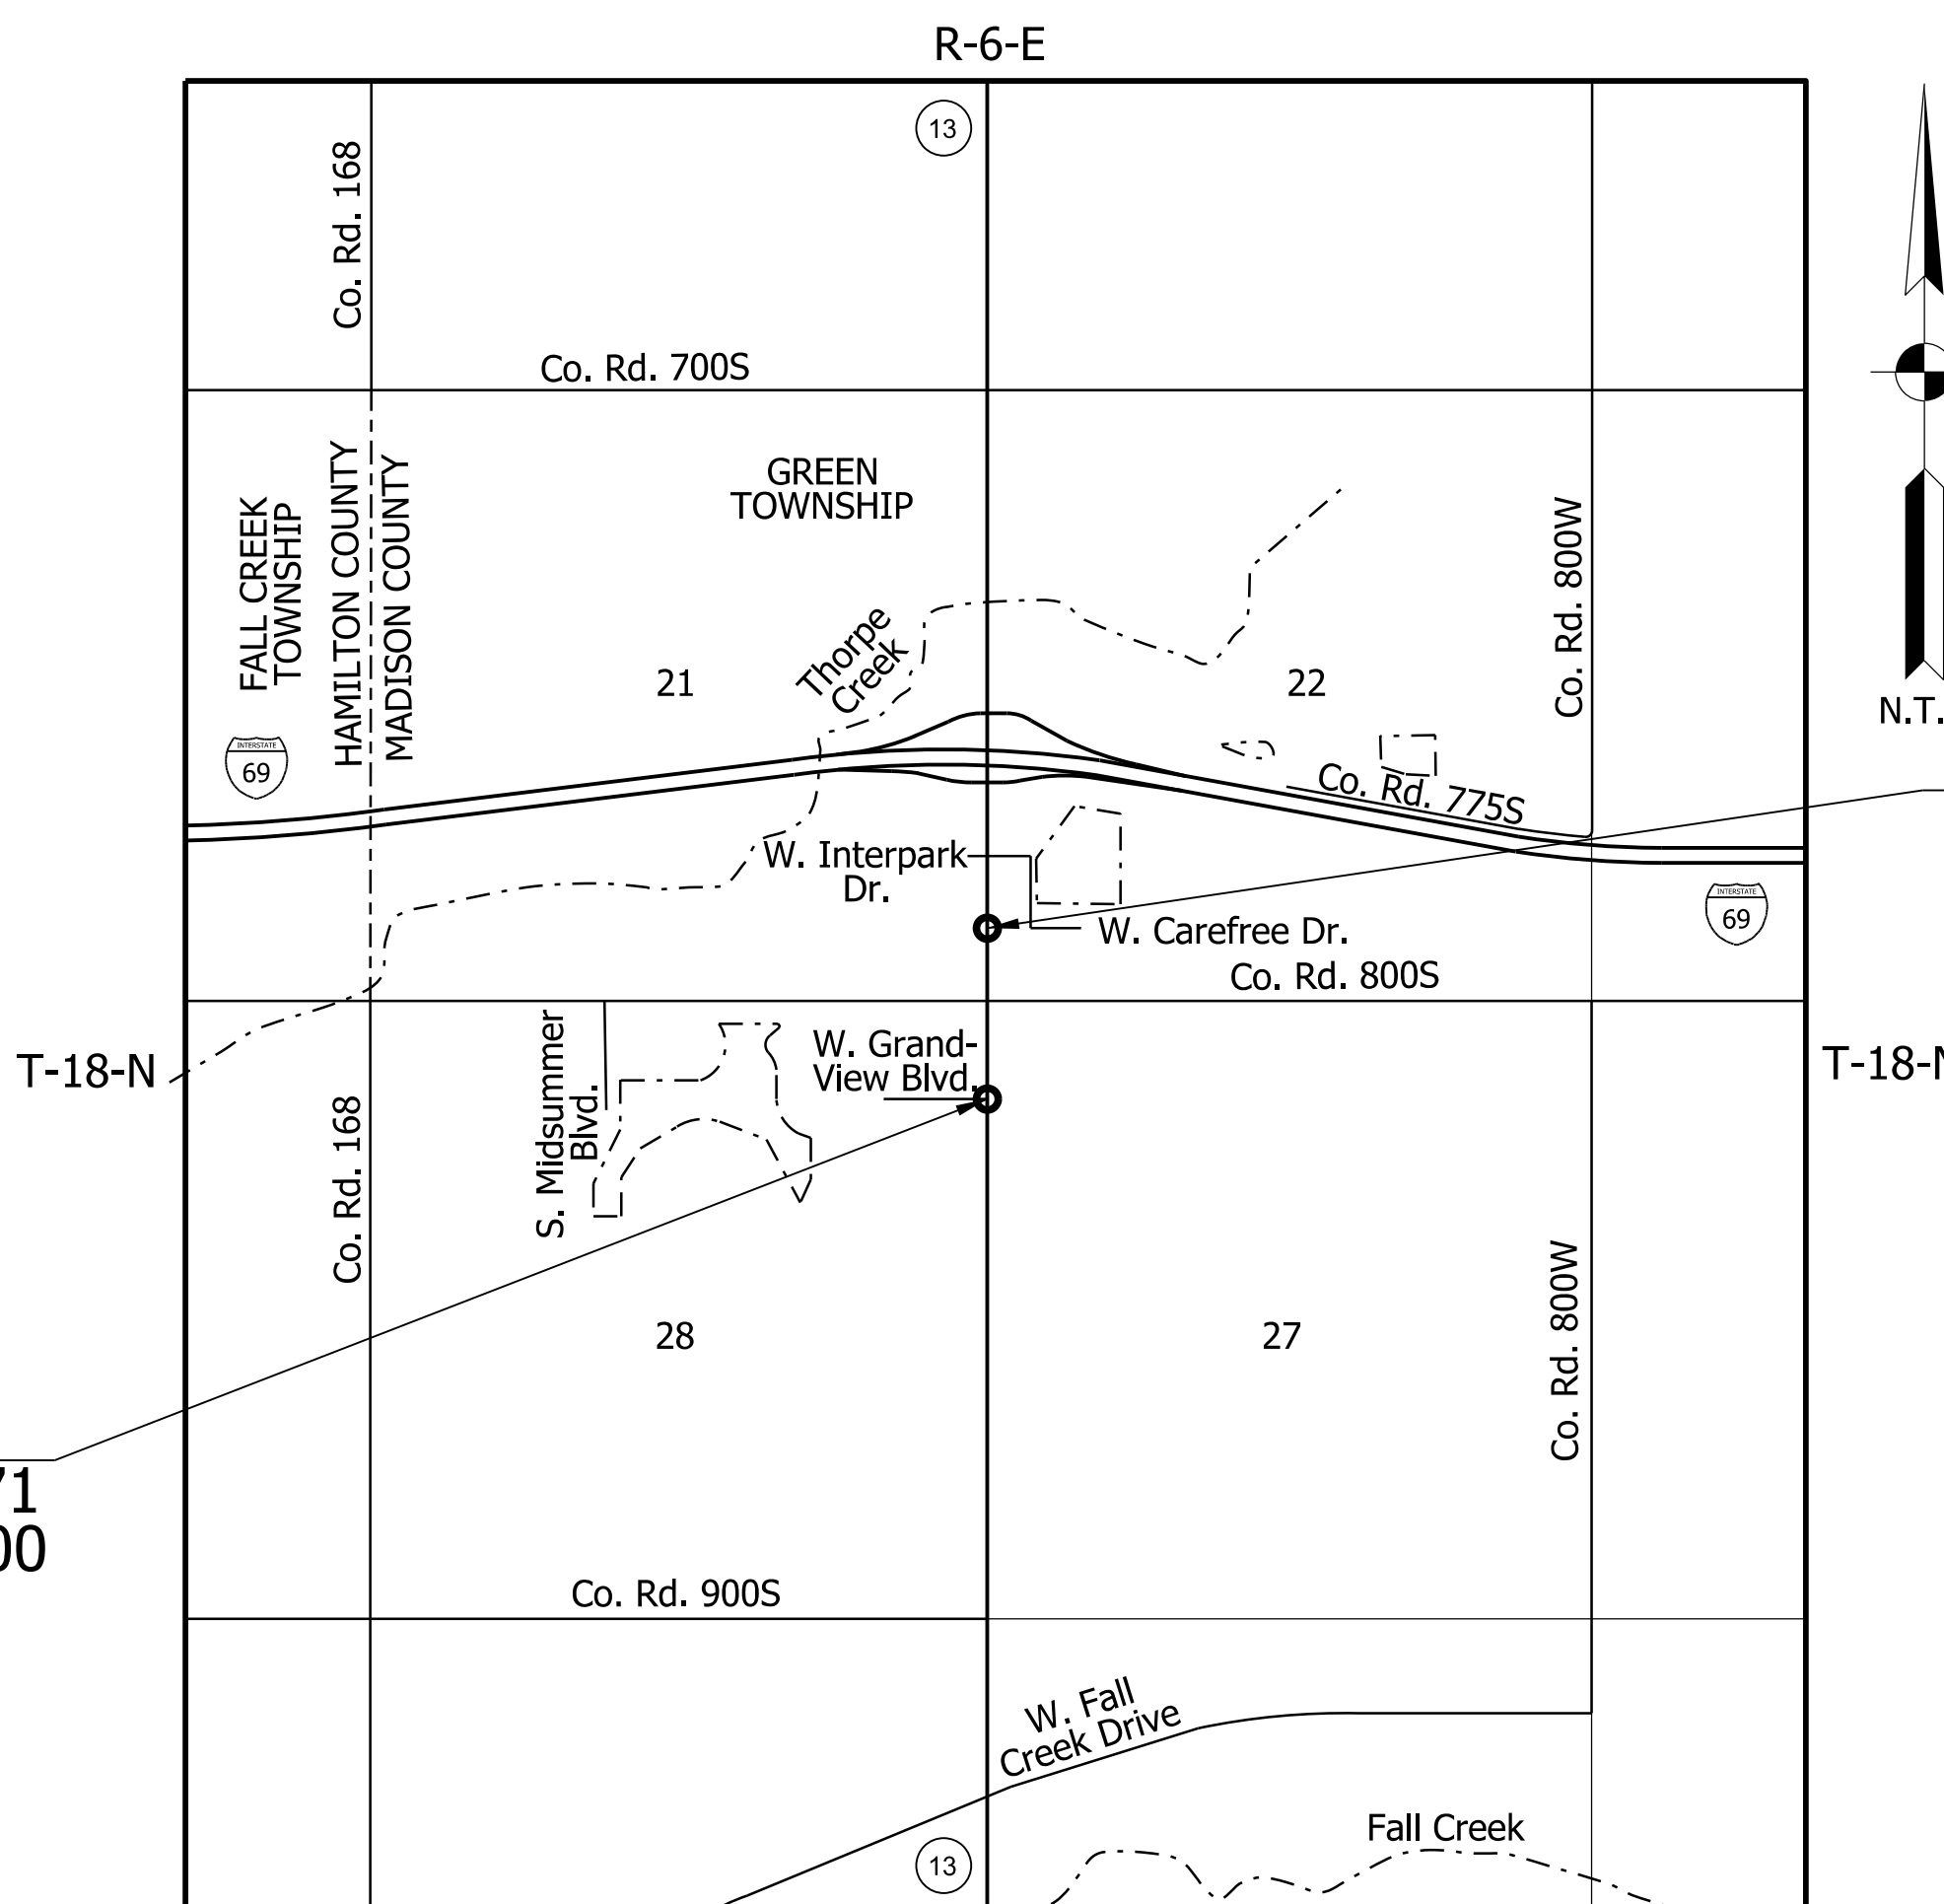 R-6-E
13
Co. Rd. 168
Co. Rd. 700S
GREEN
TOWNSHIP
FALL CREEK
TOWNSHIP
HAMILTON COUNTY
MADISON COUNTY
Co. Rd. 800W
Thorpe
Creek
21
22
N.T.
INTERSTATE
69
Co. Rd. 775S
W. Interpark
Dr.
INTERSTATE
69
W. Carefree Dr.
Co. Rd. 800S
T-18-N
S. Midsummer
Blvd.
W. Grand-
View Blvd.
T-18-N
Co. Rd. 168
28
27
Co. Rd. 800W
71
00
Co. Rd. 900S
W. Fall
Creek Drive
Fall Creek
13